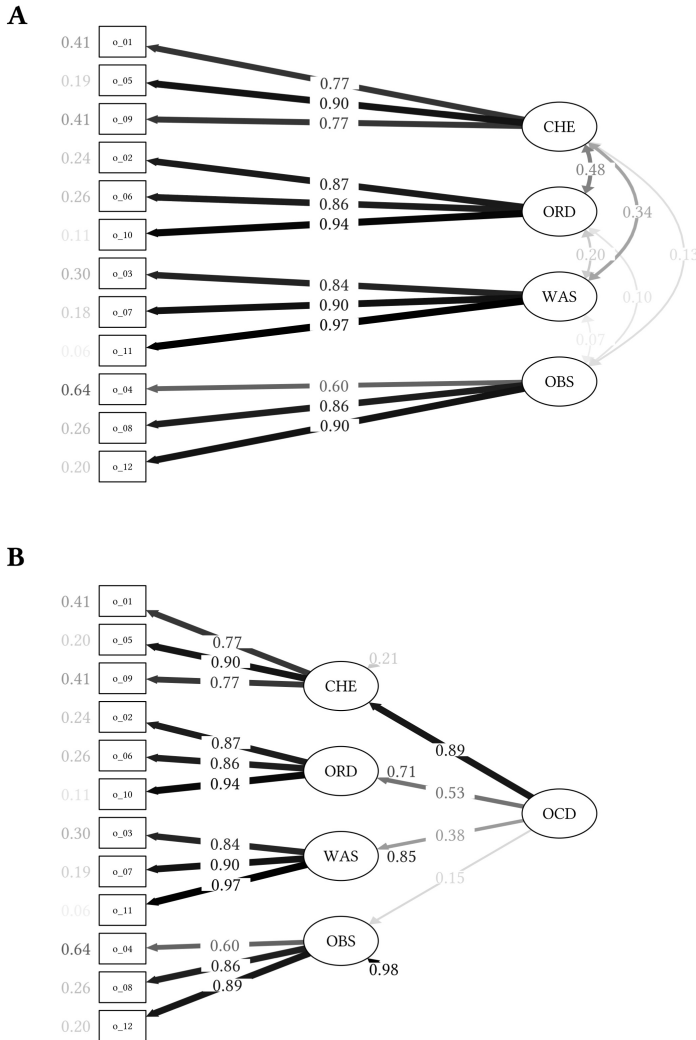 A
0.41 o_01
0.77
0.19 o_05
0.90
0.41 o_09
0.77
CHE
0.24 o_02
0.48
0.87
0.26 o_06
0.86
ORD
0.34
0.11 o_10
0.94
0.20
0.13
0.30 o_03
0.84
WAS
0.10
0.18 o_07
0.90
0.07
0.06 o_11
0.97
0.64 o_04
0.60
OBS
0.26 o_08
0.86
0.20 o_12
0.90
B
0.41 o_01
0.77
0.20 o_05
0.90
0.21
0.41 o_09
0.77
CHE
0.24 o_02
0.87
0.89
0.26 o_06
0.86
ORD
0.71
0.11 o_10
0.94
0.53
OCD
0.30 o_03
0.84
0.38
0.19 o_07
0.90
WAS
0.85
0.06 o_11
0.97
0.15
0.64 o_04
0.60
OBS
0.26 o_08
0.86
0.98
0.20 o_12
0.89